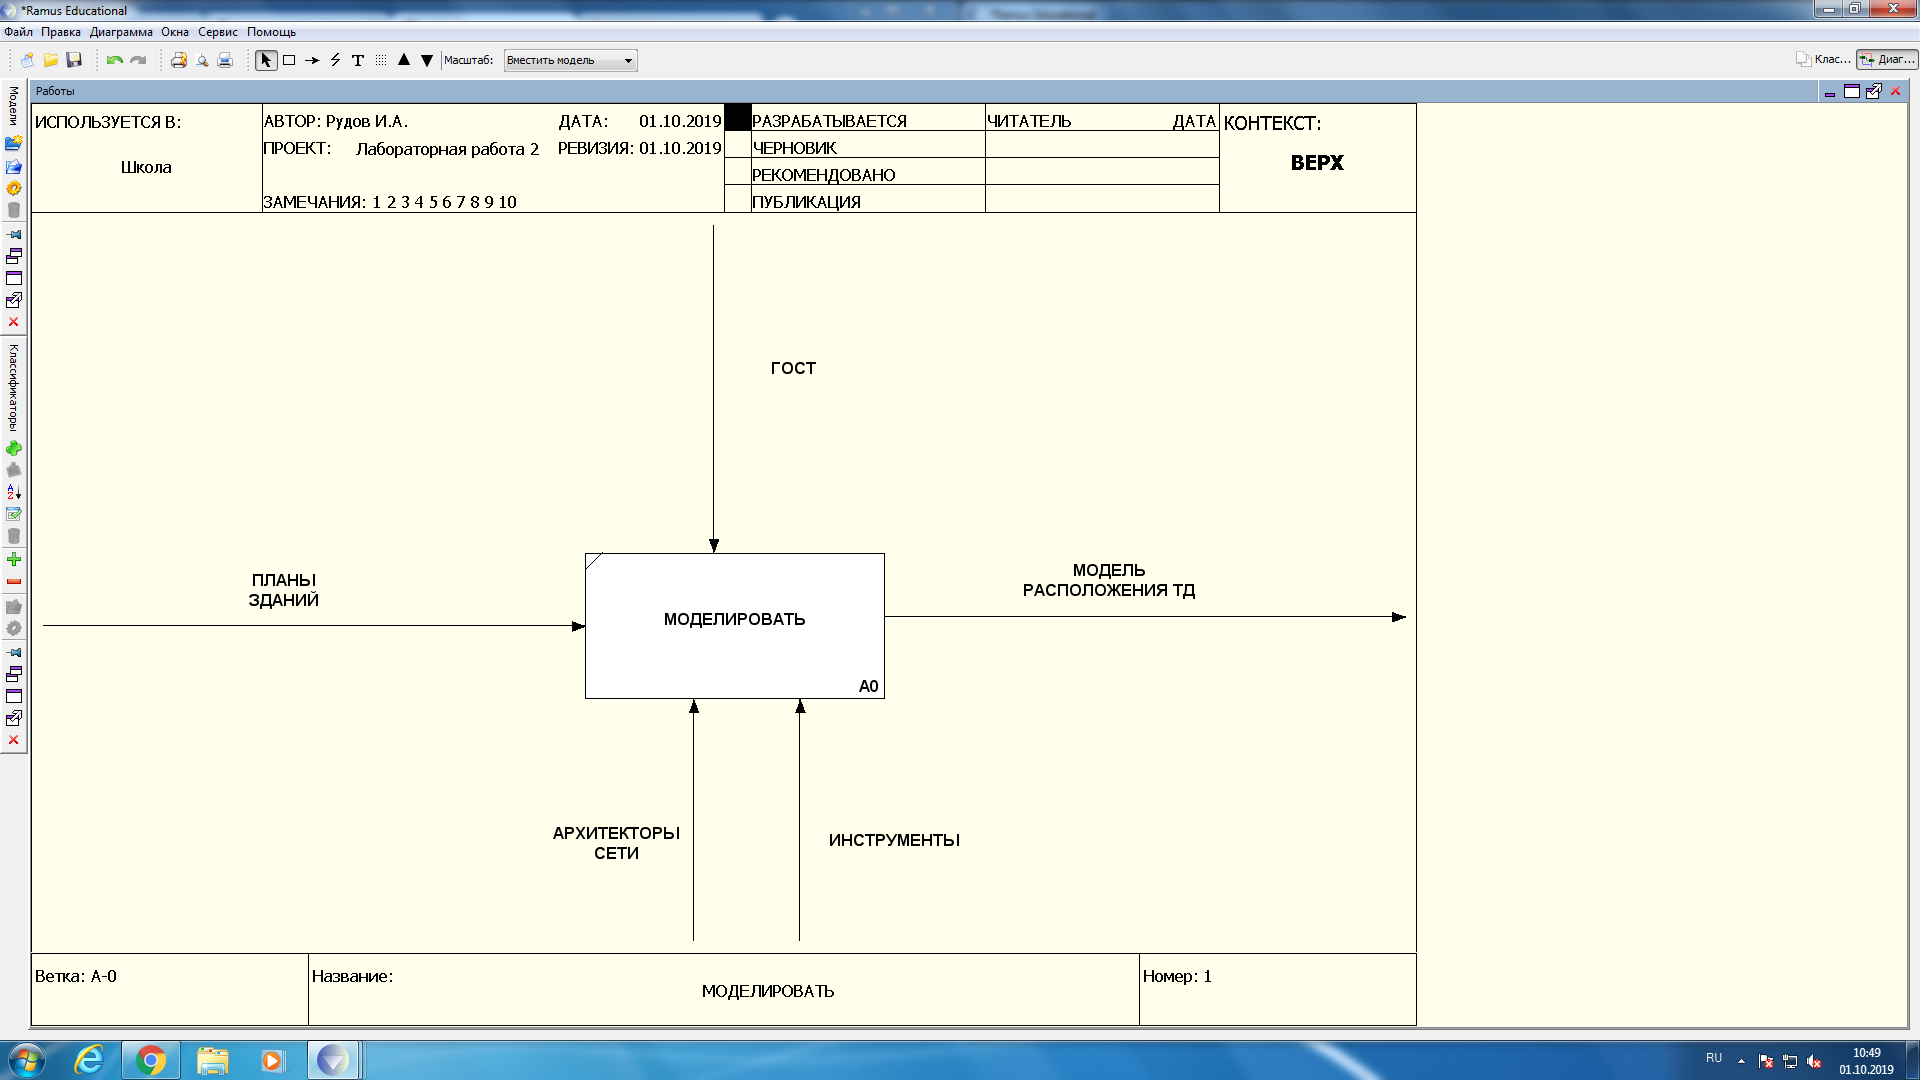 *Ramus Educational
Файл Правка Диаграмма Окна Сервис Помощь
Масштаб: Вместить модель
Клас... Диаг...
Модели
Классификаторы
Работы
ИСПОЛЬЗУЕТСЯ В:
Школа
АВТОР: Рудов И.А.
ДАТА: 01.10.2019
ПРОЕКТ: Лабораторная работа 2
РЕВИЗИЯ: 01.10.2019
ЗАМЕЧАНИЯ: 1 2 3 4 5 6 7 8 9 10
РАЗРАБАТЫВАЕТСЯ
ЧЕРНОВИК
РЕКОМЕНДОВАНО
ПУБЛИКАЦИЯ
ЧИТАТЕЛЬ ДАТА
КОНТЕКСТ:
ВЕРХ
ГОСТ
ПЛАНЫ
ЗДАНИЙ
МОДЕЛИРОВАТЬ
A0
МОДЕЛЬ
РАСПОЛОЖЕНИЯ ТД
АРХИТЕКТОРЫ
СЕТИ
ИНСТРУМЕНТЫ
Ветка: A-0
Название:
МОДЕЛИРОВАТЬ
Номер: 1
RU
10:49
01.10.2019